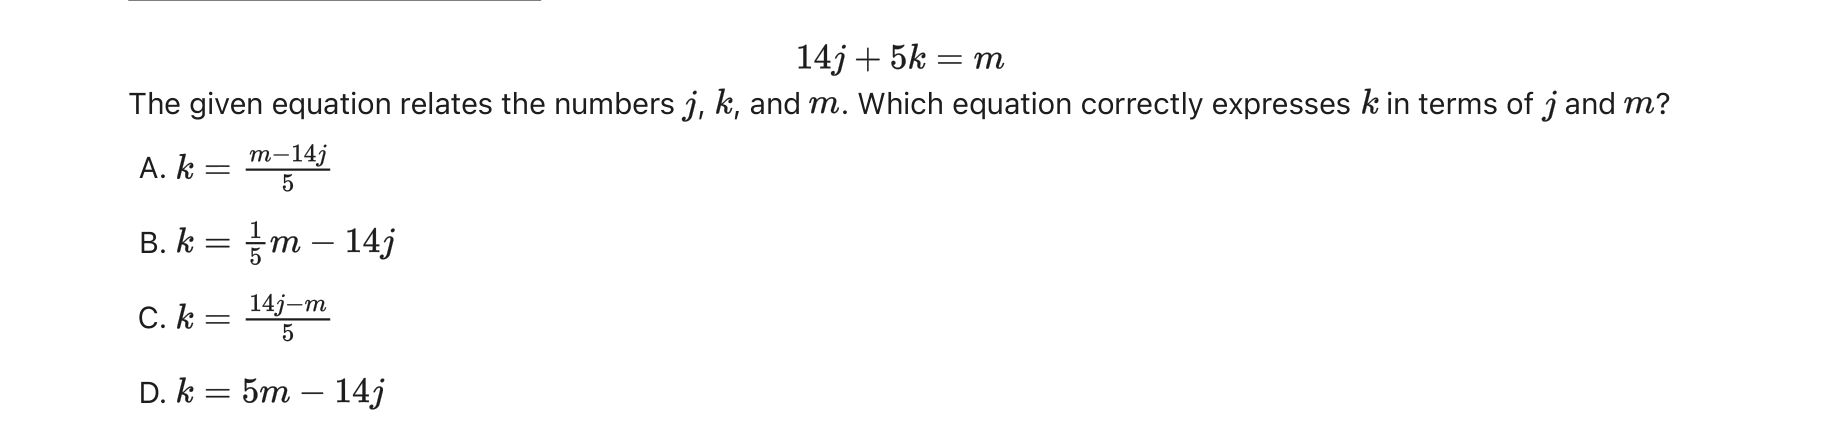 14j + 5k = m
The given equation relates the numbers j, k, and m. Which equation correctly expresses k in terms of j and m?
A. k = \frac{m-14j}{5}
B. k = \frac{1}{5}m − 14j
C. k = \frac{14j-m}{5}
D. k = 5m − 14j